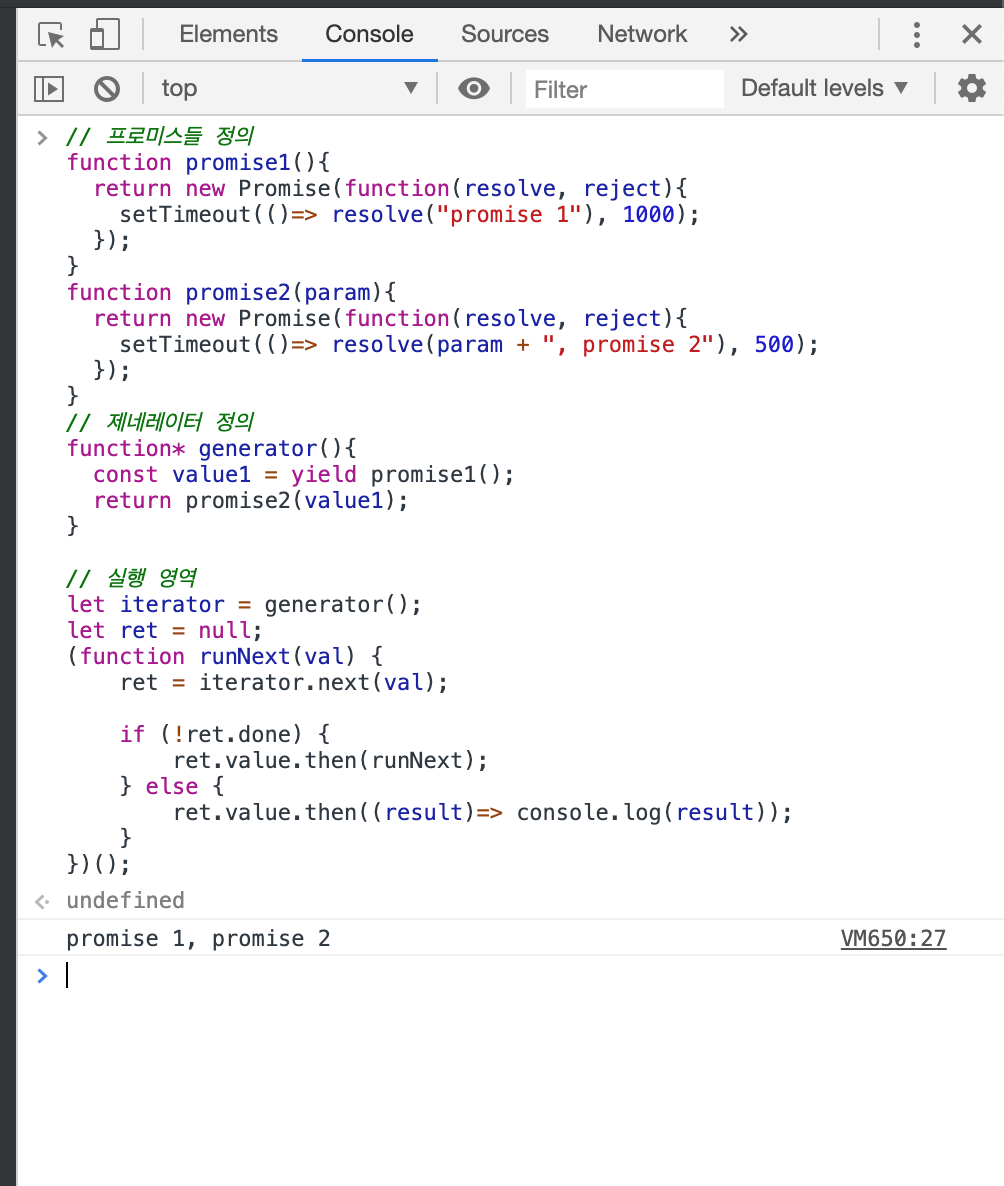 Elements Console Sources Network »
top ▼ Filter Default levels ▼
> // 프로미스들 정의
function promise1(){
  return new Promise(function(resolve, reject){
    setTimeout(()=> resolve("promise 1"), 1000);
  });
}
function promise2(param){
  return new Promise(function(resolve, reject){
    setTimeout(()=> resolve(param + ", promise 2"), 500);
  });
}
// 제네레이터 정의
function* generator(){
  const value1 = yield promise1();
  return promise2(value1);
}
// 실행 영역
let iterator = generator();
let ret = null;
(function runNext(val) {
    ret = iterator.next(val);
    if (!ret.done) {
        ret.value.then(runNext);
    } else {
        ret.value.then((result)=> console.log(result));
    }
})();
undefined
promise 1, promise 2 VM650:27
>